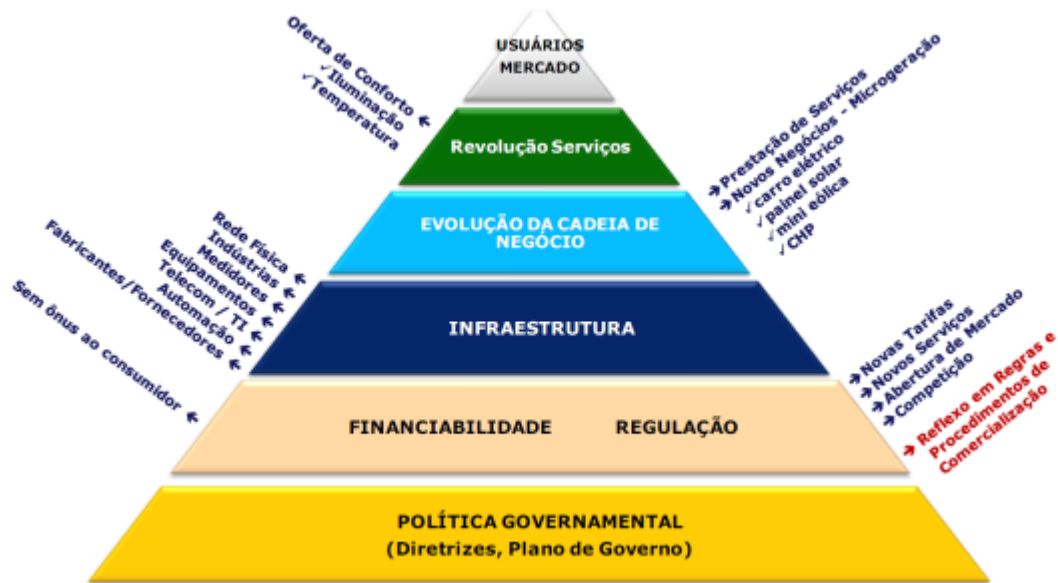 USUÁRIOS
MERCADO
Oferta de Conforto
✓Iluminação
✓Temperatura
Revolução Serviços
➔ Prestação de Serviços
➔ Novos Negócios - Microgeração
✓carro elétrico
✓painel solar
✓mini eólica
✓CHP
EVOLUÇÃO DA CADEIA DE
NEGÓCIO
Rede Física
Indústrias
Medidores
Equipamentos
Telecom / TI
Automação
Fabricantes/Fornecedores
INFRAESTRUTURA
Sem ônus ao consumidor
➔ Novas Tarifas
➔ Novos Serviços
➔ Abertura de Mercado
➔ Competição
➔ Reflexo em Regras e
Procedimentos de
Comercialização
FINANCIABILIDADE REGULAÇÃO
POLÍTICA GOVERNAMENTAL
(Diretrizes, Plano de Governo)